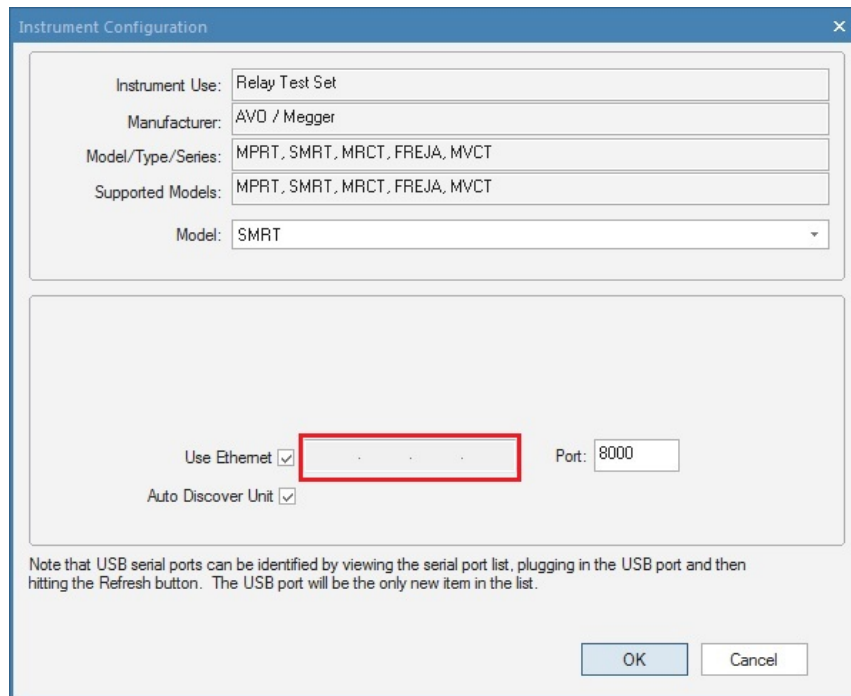 Instrument Configuration
Instrument Use: Relay Test Set
Manufacturer: AVO / Megger
Model/Type/Series: MPRT, SMRT, MRCT, FREJA, MVCT
Supported Models: MPRT, SMRT, MRCT, FREJA, MVCT
Model: SMRT
Use Ethernet . . . Port: 8000
Auto Discover Unit
Note that USB serial ports can be identified by viewing the serial port list, plugging in the USB port and then
hitting the Refresh button. The USB port will be the only new item in the list.
OK Cancel